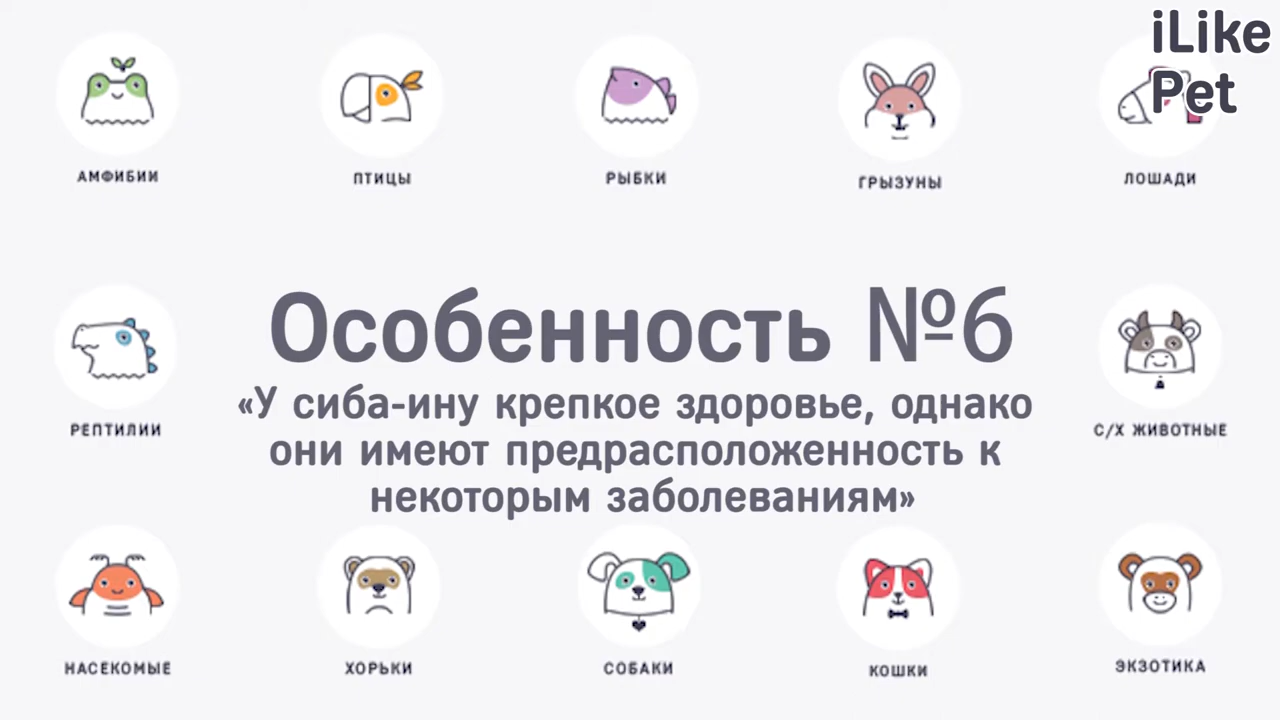 iLike
Pet
АМФИБИИ
ПТИЦЫ
РЫБКИ
ГРЫЗУНЫ
ЛОШАДИ
Особенность №6
«У сиба-ину крепкое здоровье, однако
они имеют предрасположенность к
некоторым заболеваниям»
РЕПТИЛИИ
С/Х ЖИВОТНЫЕ
НАСЕКОМЫЕ
ХОРЬКИ
СОБАКИ
КОШКИ
ЭКЗОТИКА